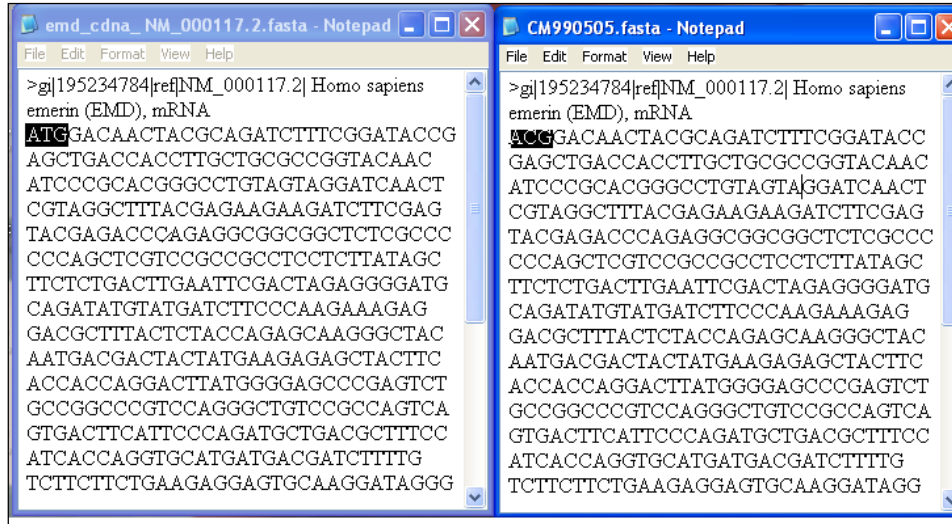 emd_cdna_ NM_000117.2.fasta - Notepad
File Edit Format View Help
>gi|195234784|ref|NM_000117.2| Homo sapiens
emerin (EMD), mRNA
ATGGACAACTACGCAGATCTTTCGGATACCG
AGCTGACCACCTTGCTGCGCCGGTACAAC
ATCCCGCACGGGCCTGTAGTAGGATCAACT
CGTAGGCTTTACGAGAAGAAGATCTTCGAG
TACGAGACCCAGAGGCGGCGGCTCTCGCCC
CCCAGCTCGTCCGCCGCCTCCTCTTATAGC
TTCTCTGACTTGAATTCGACTAGAGGGGATG
CAGATATGTATGATCTTCCCAAGAAAGAG
GACGCTTTACTCTACCAGAGCAAGGGCTAC
AATGACGACTACTATGAAGAGAGCTACTTC
ACCACCAGGACTTATGGGGAGCCCGAGTCT
GCCGGCCCGTCCAGGGCTGTCCGCCAGTCA
GTGACTTCATTCCCAGATGCTGACGCTTTCC
ATCACCAGGTGCATGATGACGATCTTTTG
TCTTCTTCTGAAGAGGAGTGCAAGGATAGGG
CM990505.fasta - Notepad
File Edit Format View Help
>gi|195234784|ref|NM_000117.2| Homo sapiens
emerin (EMD), mRNA
ACGGACAACTACGCAGATCTTTCGGATACC
GAGCTGACCACCTTGCTGCGCCGGTACAAC
ATCCCGCACGGGCCTGTAGTAGGATCAACT
CGTAGGCTTTACGAGAAGAAGATCTTCGAG
TACGAGACCCAGAGGCGGCGGCTCTCGCCC
CCCAGCTCGTCCGCCGCCTCCTCTTATAGC
TTCTCTGACTTGAATTCGACTAGAGGGGATG
CAGATATGTATGATCTTCCCAAGAAAGAG
GACGCTTTACTCTACCAGAGCAAGGGCTAC
AATGACGACTACTATGAAGAGAGCTACTTC
ACCACCAGGACTTATGGGGAGCCCGAGTCT
GCCGGCCCGTCCAGGGCTGTCCGCCAGTCA
GTGACTTCATTCCCAGATGCTGACGCTTTCC
ATCACCAGGTGCATGATGACGATCTTTTG
TCTTCTTCTGAAGAGGAGTGCAAGGATAGG